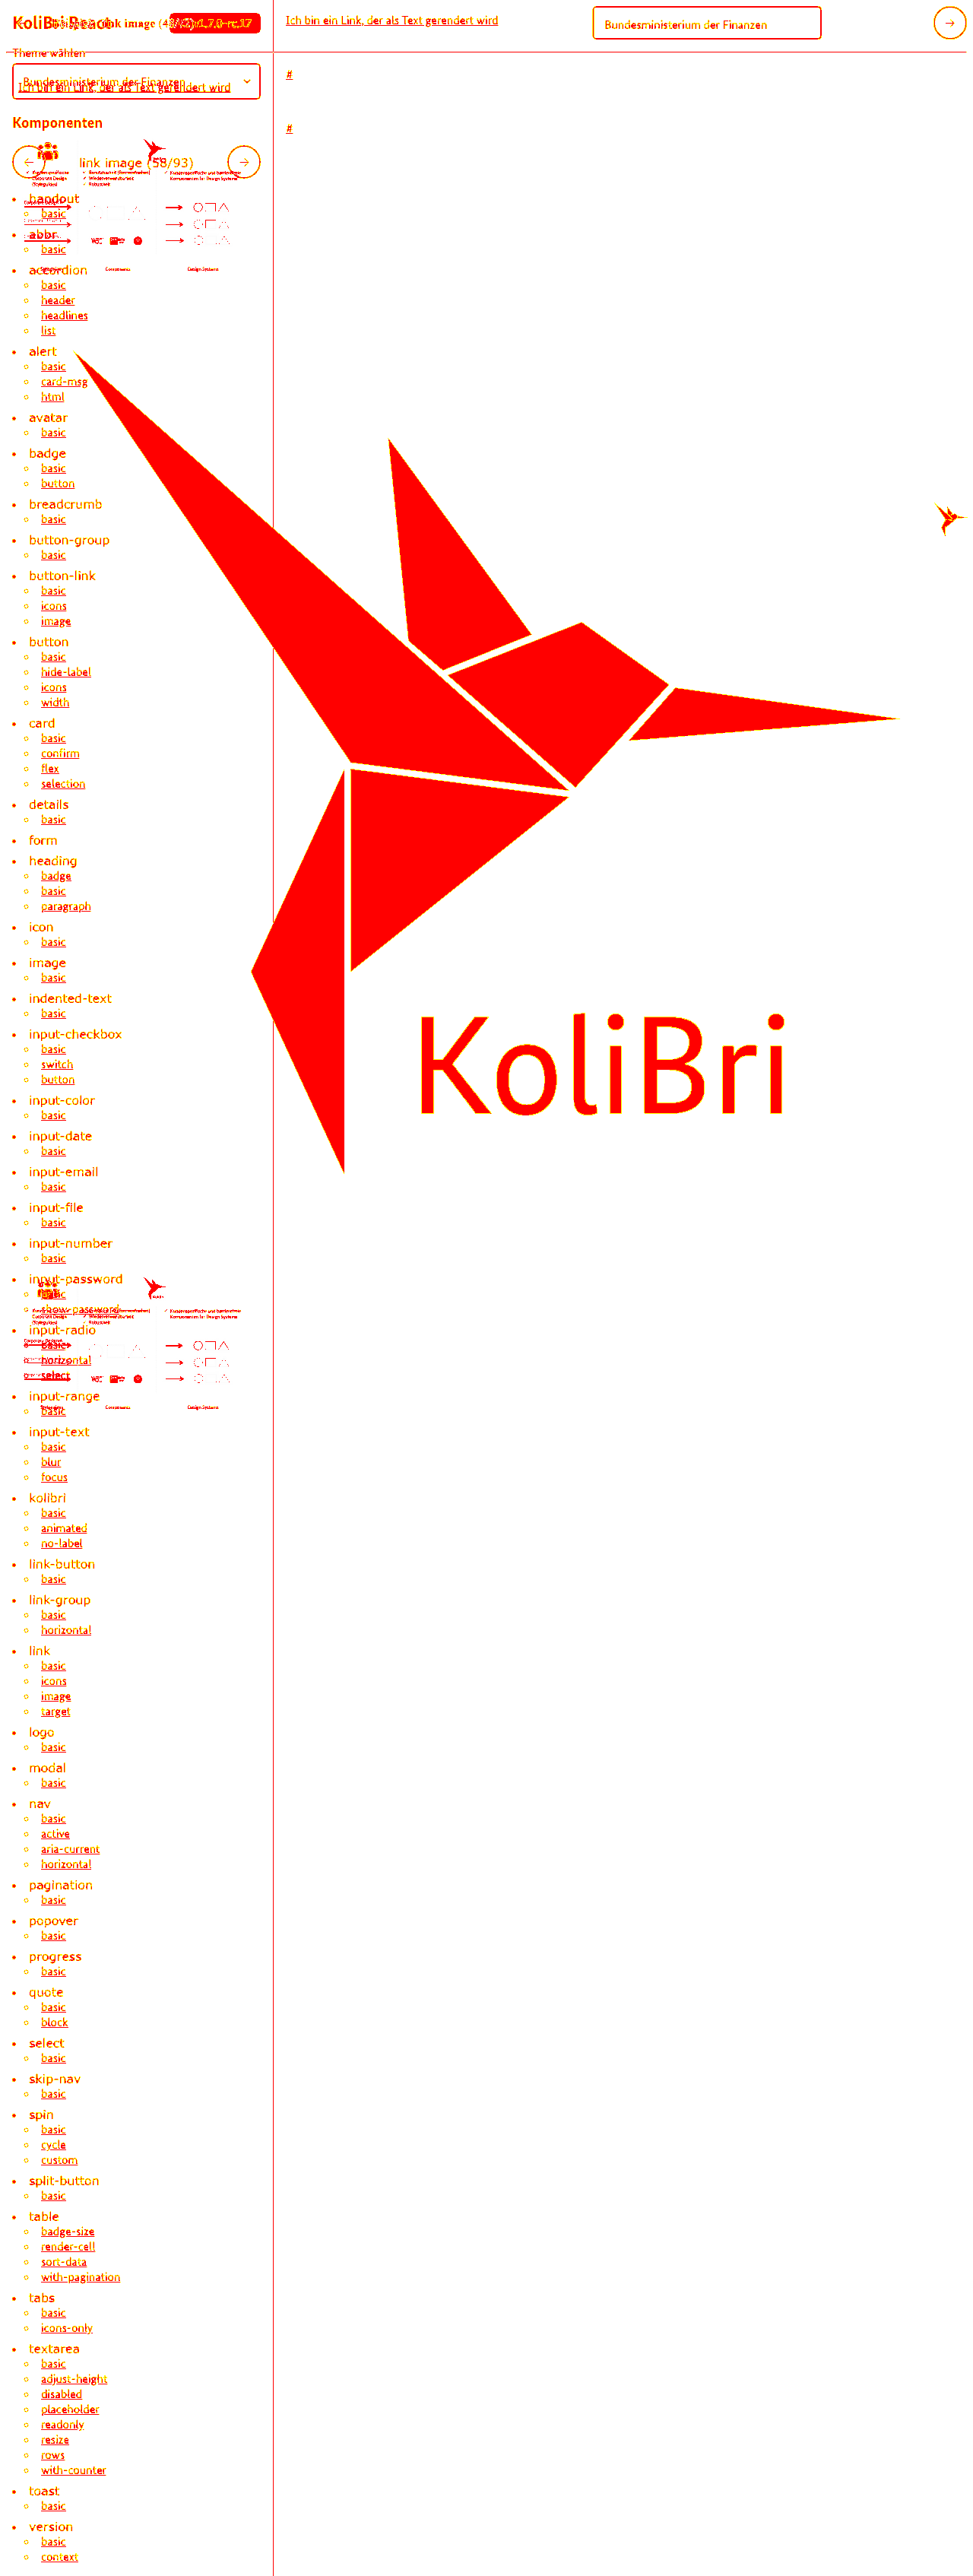 KoliBri React
link image (4
1.7.0-rc.17
Ich bin ein Link, der als Text gerendert wird
Bundesministerium der Finanzen
Theme wählen
Bundesministerium der Finanzen
Ich bin ein Link, der als Text gerendert wird
#
Komponenten
#
link image (58/93)
handout
basic
abbr
basic
accordion
basic
header
headlines
list
alert
basic
card-msg
html
avatar
basic
badge
basic
button
breadcrumb
basic
button-group
basic
button-link
basic
icons
image
button
basic
hide-label
icons
width
card
basic
confirm
flex
selection
details
basic
form
heading
badge
basic
paragraph
icon
basic
image
basic
indented-text
basic
KoliBri
input-checkbox
basic
switch
button
input-color
basic
input-date
basic
input-email
basic
input-file
basic
input-number
basic
input-password
basic
show-password
input-radio
basic
horizontal
select
input-range
basic
input-text
basic
blur
focus
kolibri
basic
animated
no-label
link-button
basic
link-group
basic
horizontal
link
basic
icons
image
target
logo
basic
modal
basic
nav
basic
active
aria-current
horizontal
pagination
basic
popover
basic
progress
basic
quote
basic
block
select
basic
skip-nav
basic
spin
basic
cycle
custom
split-button
basic
table
badge-size
render-cell
sort-data
with-pagination
tabs
basic
icons-only
textarea
basic
adjust-height
disabled
placeholder
readonly
resize
rows
with-counter
toast
basic
version
basic
context